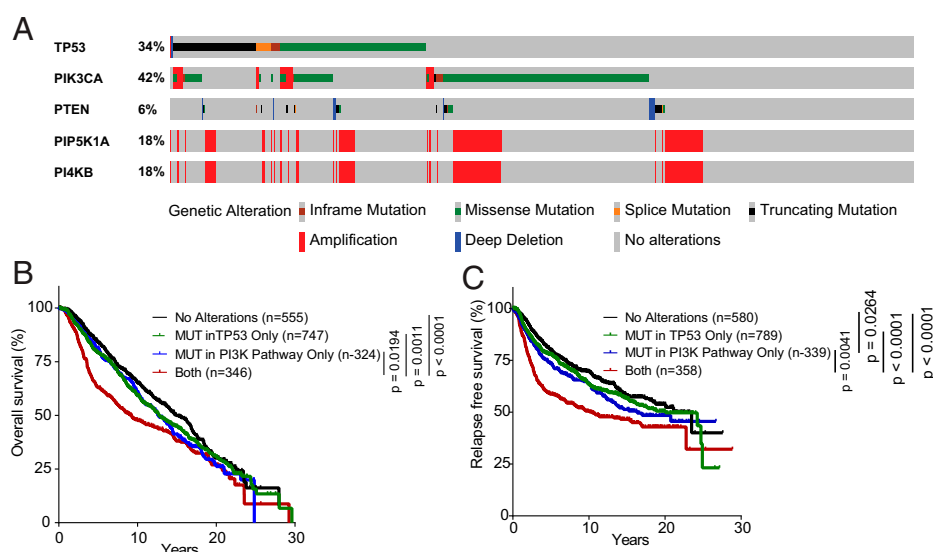 A
TP53 34%
PIK3CA 42%
PTEN 6%
PIP5K1A 18%
PI4KB 18%
Genetic Alteration Inframe Mutation Missense Mutation Splice Mutation Truncating Mutation
Amplification Deep Deletion No alterations
B
Overall survival (%)
100
75
50
25
0
0 10 20 30
Years
No Alterations (n=555)
MUT inTP53 Only (n=747)
MUT in PI3K Pathway Only (n-324)
Both (n=346)
p = 0.0194
p = 0.0011
p < 0.0001
C
Relapse free survival (%)
100
75
50
25
0
0 10 20 30
Years
No Alterations (n=580)
MUT in TP53 Only (n=789)
MUT in PI3K Pathway Only (n-339)
Both (n=358)
p = 0.0041
p = 0.0264
p < 0.0001
p < 0.0001